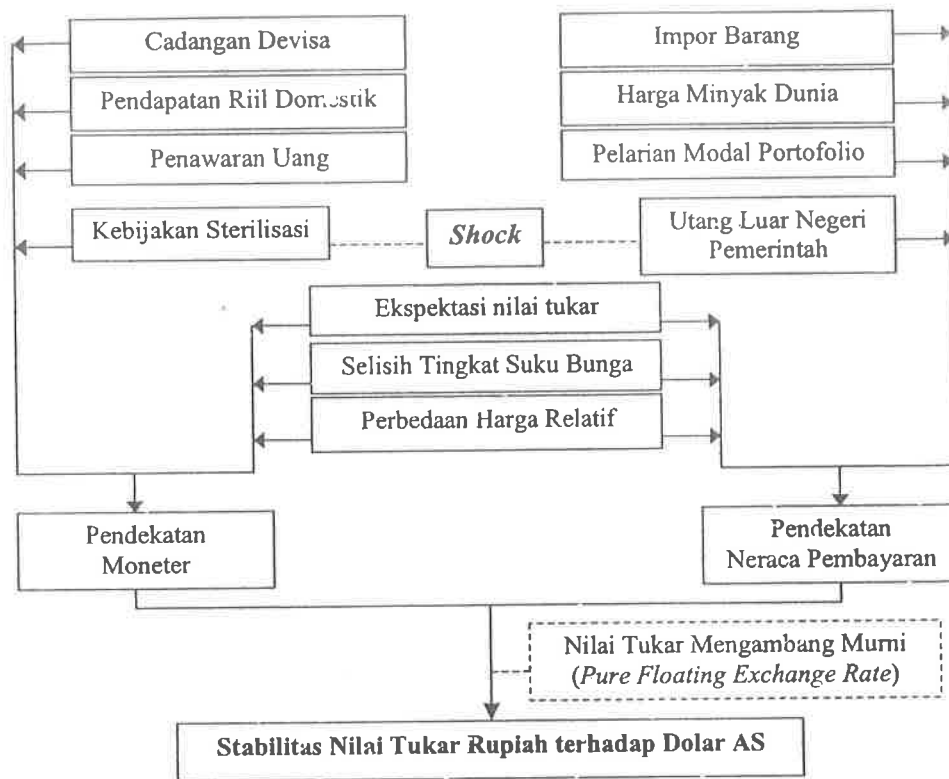 Cadangan Devisa
Impor Barang
Pendapatan Riil Domestik
Harga Minyak Dunia
Penawaran Uang
Pelarian Modal Portofolio
Kebijakan Sterilisasi
Shock
Utang Luar Negeri
Pemerintah
Ekspektasi nilai tukar
Selisih Tingkat Suku Bunga
Perbedaan Harga Relatif
Pendekatan
Moneter
Pendekatan
Neraca Pembayaran
Nilai Tukar Mengambang Murni
(Pure Floating Exchange Rate)
Stabilitas Nilai Tukar Rupiah terhadap Dolar AS